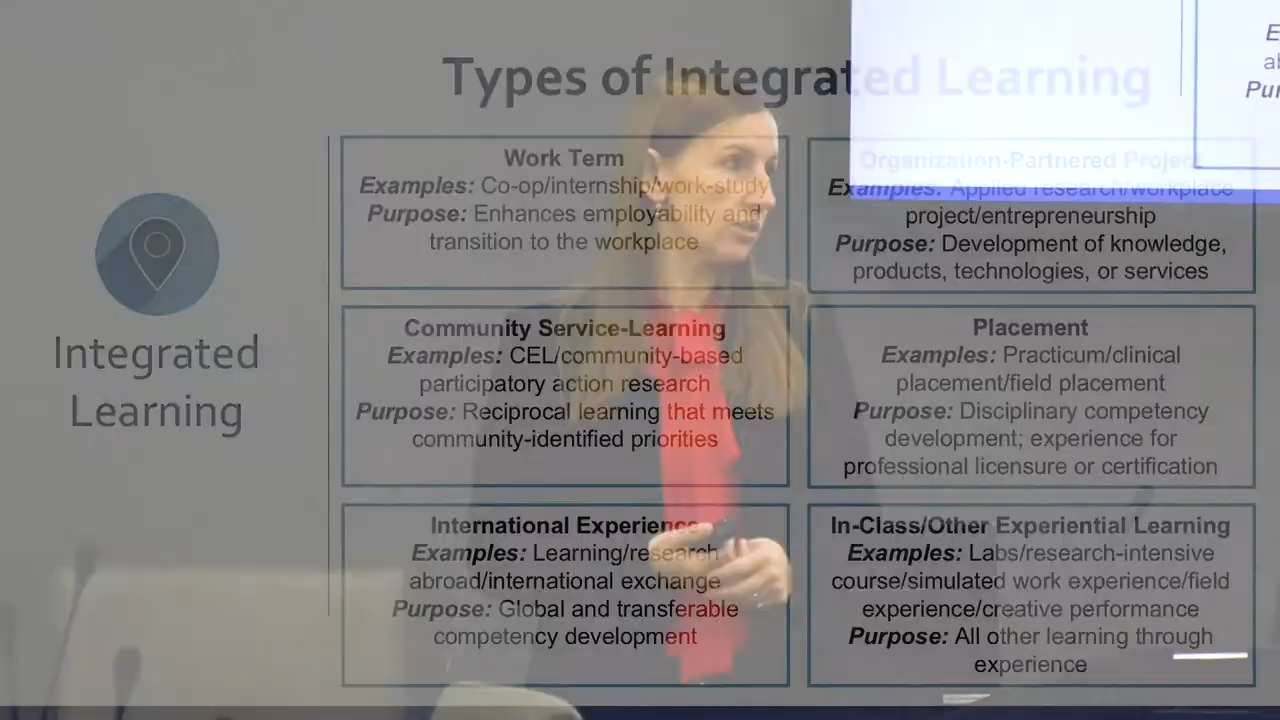 Types of Integrated Learning
Integrated
Learning
Work Term
Examples: Co-op/internship/work-study
Purpose: Enhances employability and
transition to the workplace
Organization-Partnered Project
Examples: Applied research/workplace
project/entrepreneurship
Purpose: Development of knowledge,
products, technologies, or services
Community Service-Learning
Examples: CEL/community-based
participatory action research
Purpose: Reciprocal learning that meets
community-identified priorities
Placement
Examples: Practicum/clinical
placement/field placement
Purpose: Disciplinary competency
development; experience for
professional licensure or certification
International Experience
Examples: Learning/research
abroad/international exchange
Purpose: Global and transferable
competency development
In-Class/Other Experiential Learning
Examples: Labs/research-intensive
course/simulated work experience/field
experience/creative performance
Purpose: All other learning through
experience